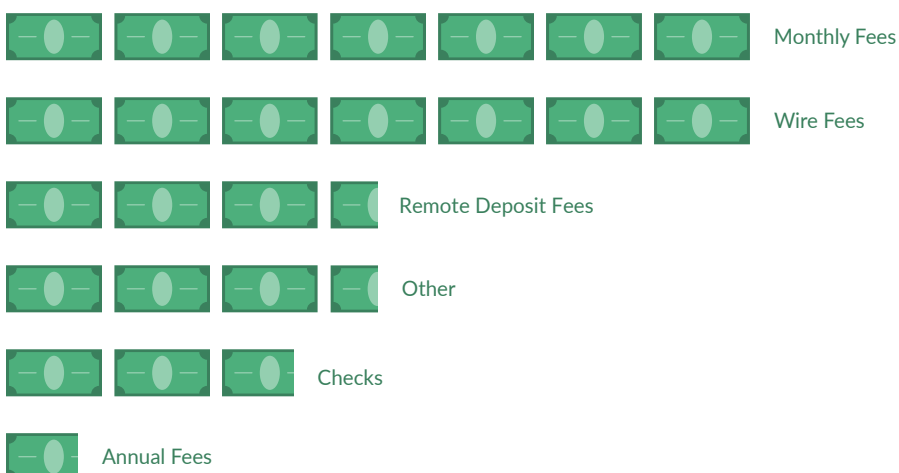 Monthly Fees
Wire Fees
Remote Deposit Fees
Other
Checks
Annual Fees